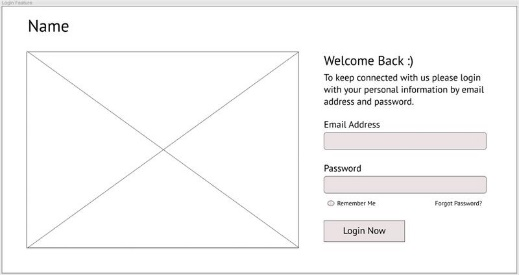 Login Feature
Name
Welcome Back :)
To keep connected with us please login
with your personal information by email
address and password.
Email Address
Password
Remember Me
Forgot Password?
Login Now